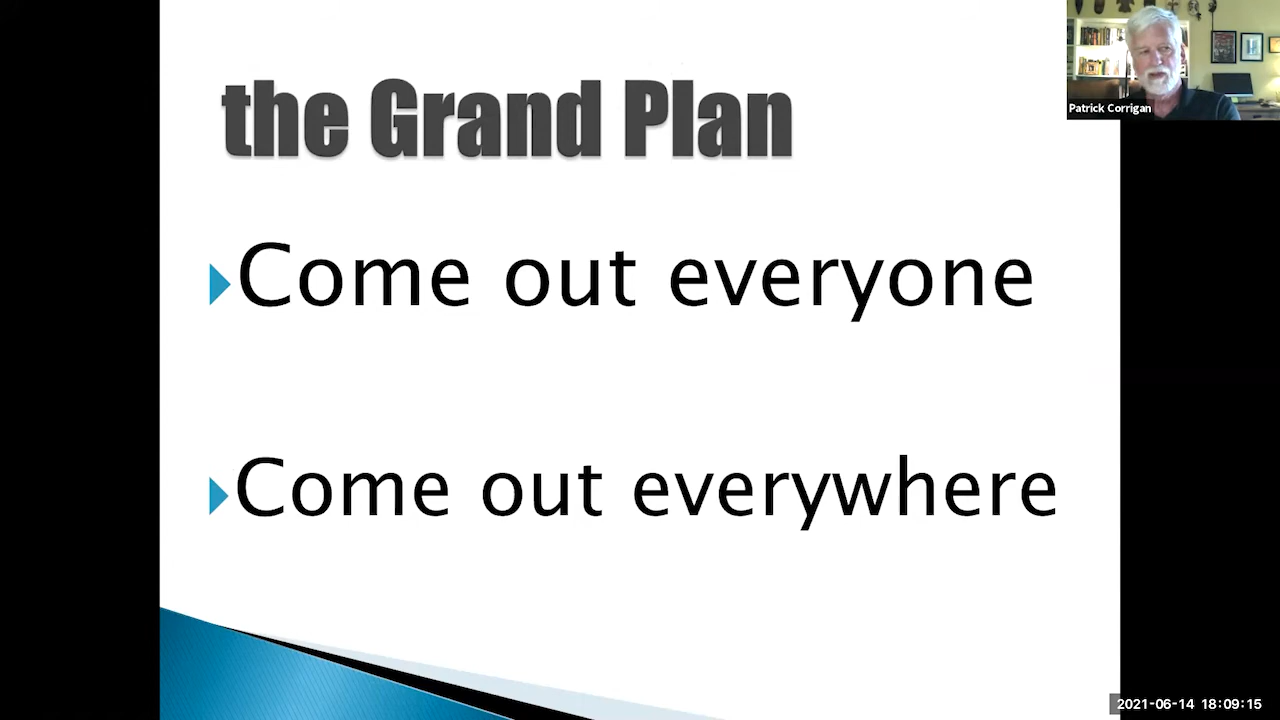 the Grand Plan
Come out everyone
Come out everywhere
Patrick Corrigan
2021-06-14 18:09:15